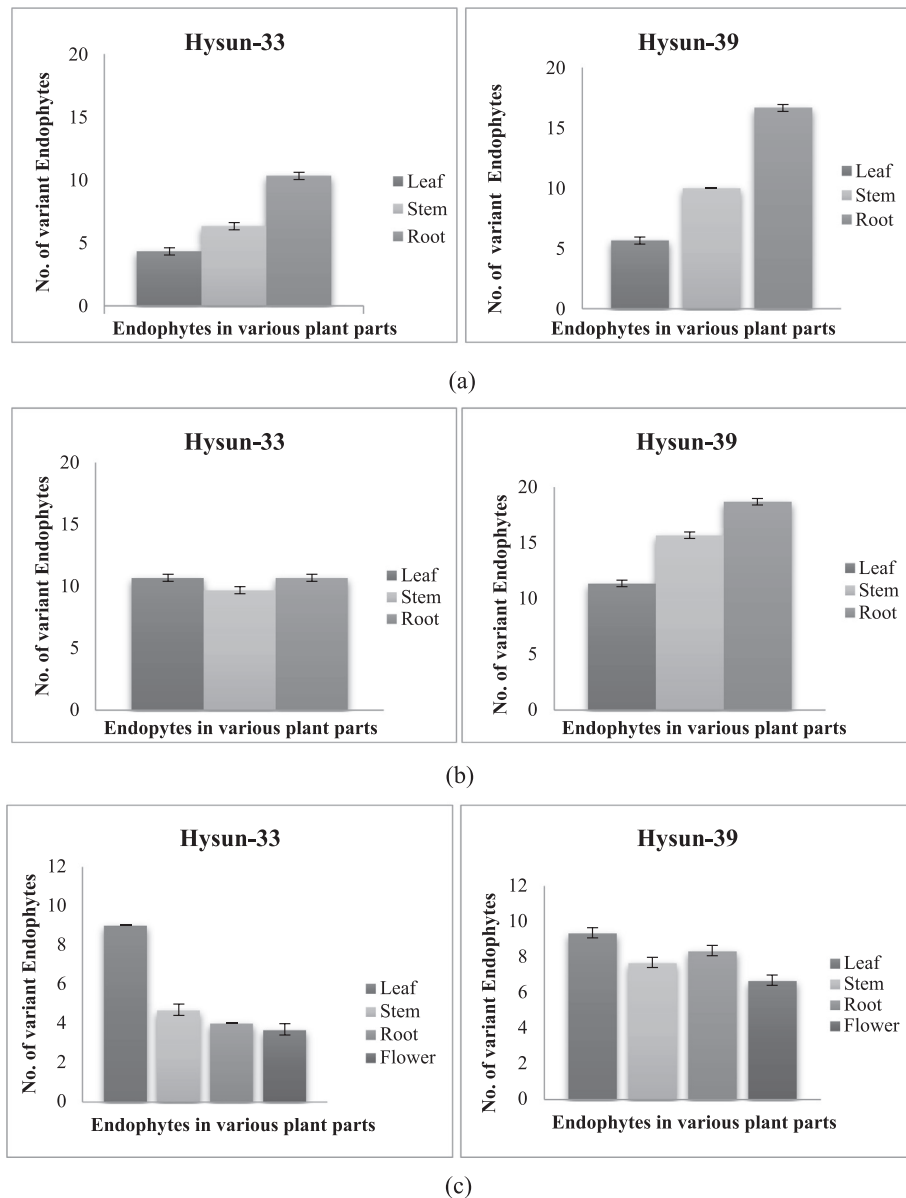 Hysun-33
No. of variant Endophytes
20
15
10
5
0
Leaf
Stem
Root
Endophytes in various plant parts
Hysun-39
No. of variant Endophytes
20
15
10
5
0
Leaf
Stem
Root
Endophytes in various plant parts
(a)
Hysun-33
No. of variant Endophytes
20
15
10
5
0
Leaf
Stem
Root
Endopytes in various plant parts
Hysun-39
No. of variant Endophytes
20
15
10
5
0
Leaf
Stem
Root
Endophytes in various plant parts
(b)
Hysun-33
No. of variant Endophytes
12
10
8
6
4
2
0
Leaf
Stem
Root
Flower
Endophytes in various plant parts
Hysun-39
No. of variant Endophytes
12
10
8
6
4
2
0
Leaf
Stem
Root
Flower
Endophytes in various plant parts
(c)